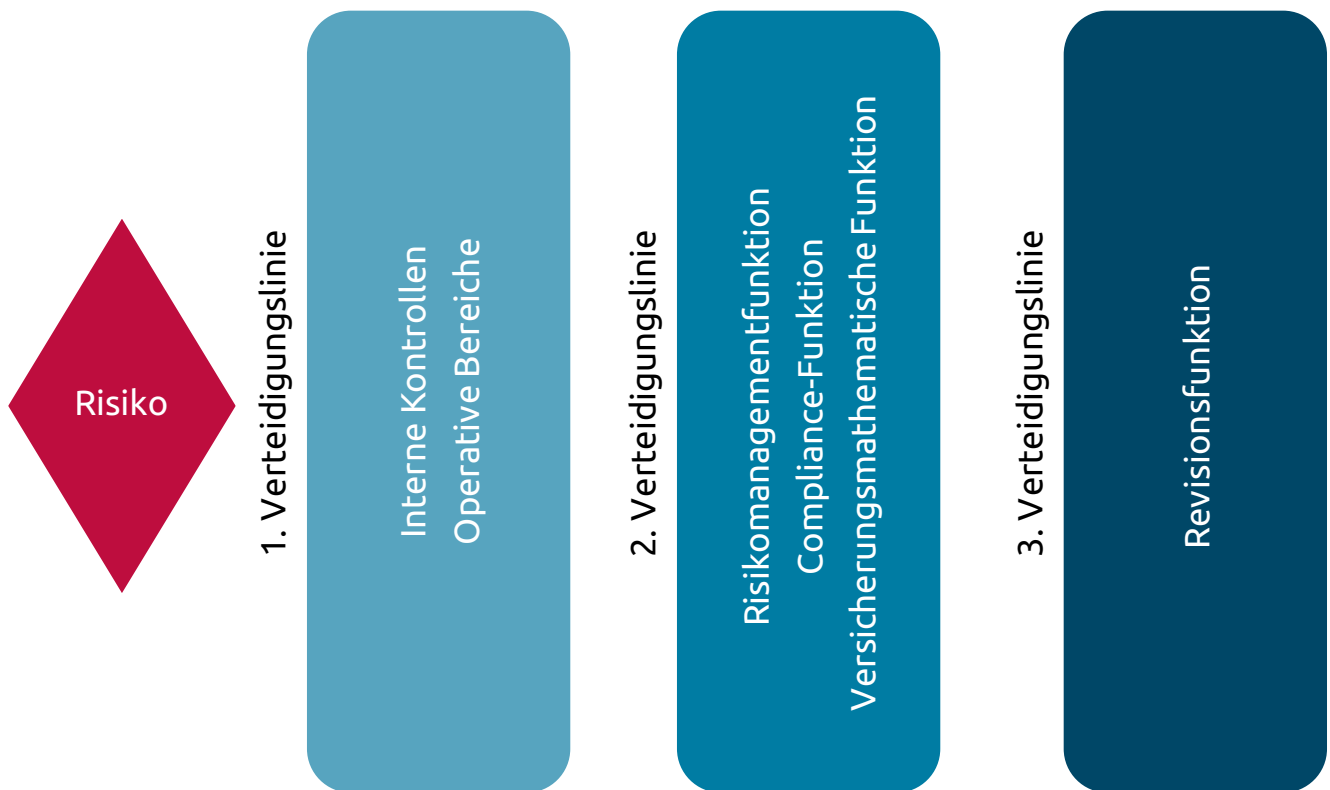 Risiko
1. Verteidigungslinie
Interne Kontrollen
Operative Bereiche
2. Verteidigungslinie
Risikomanagementfunktion
Compliance-Funktion
Versicherungsmathematische Funktion
3. Verteidigungslinie
Revisionsfunktion